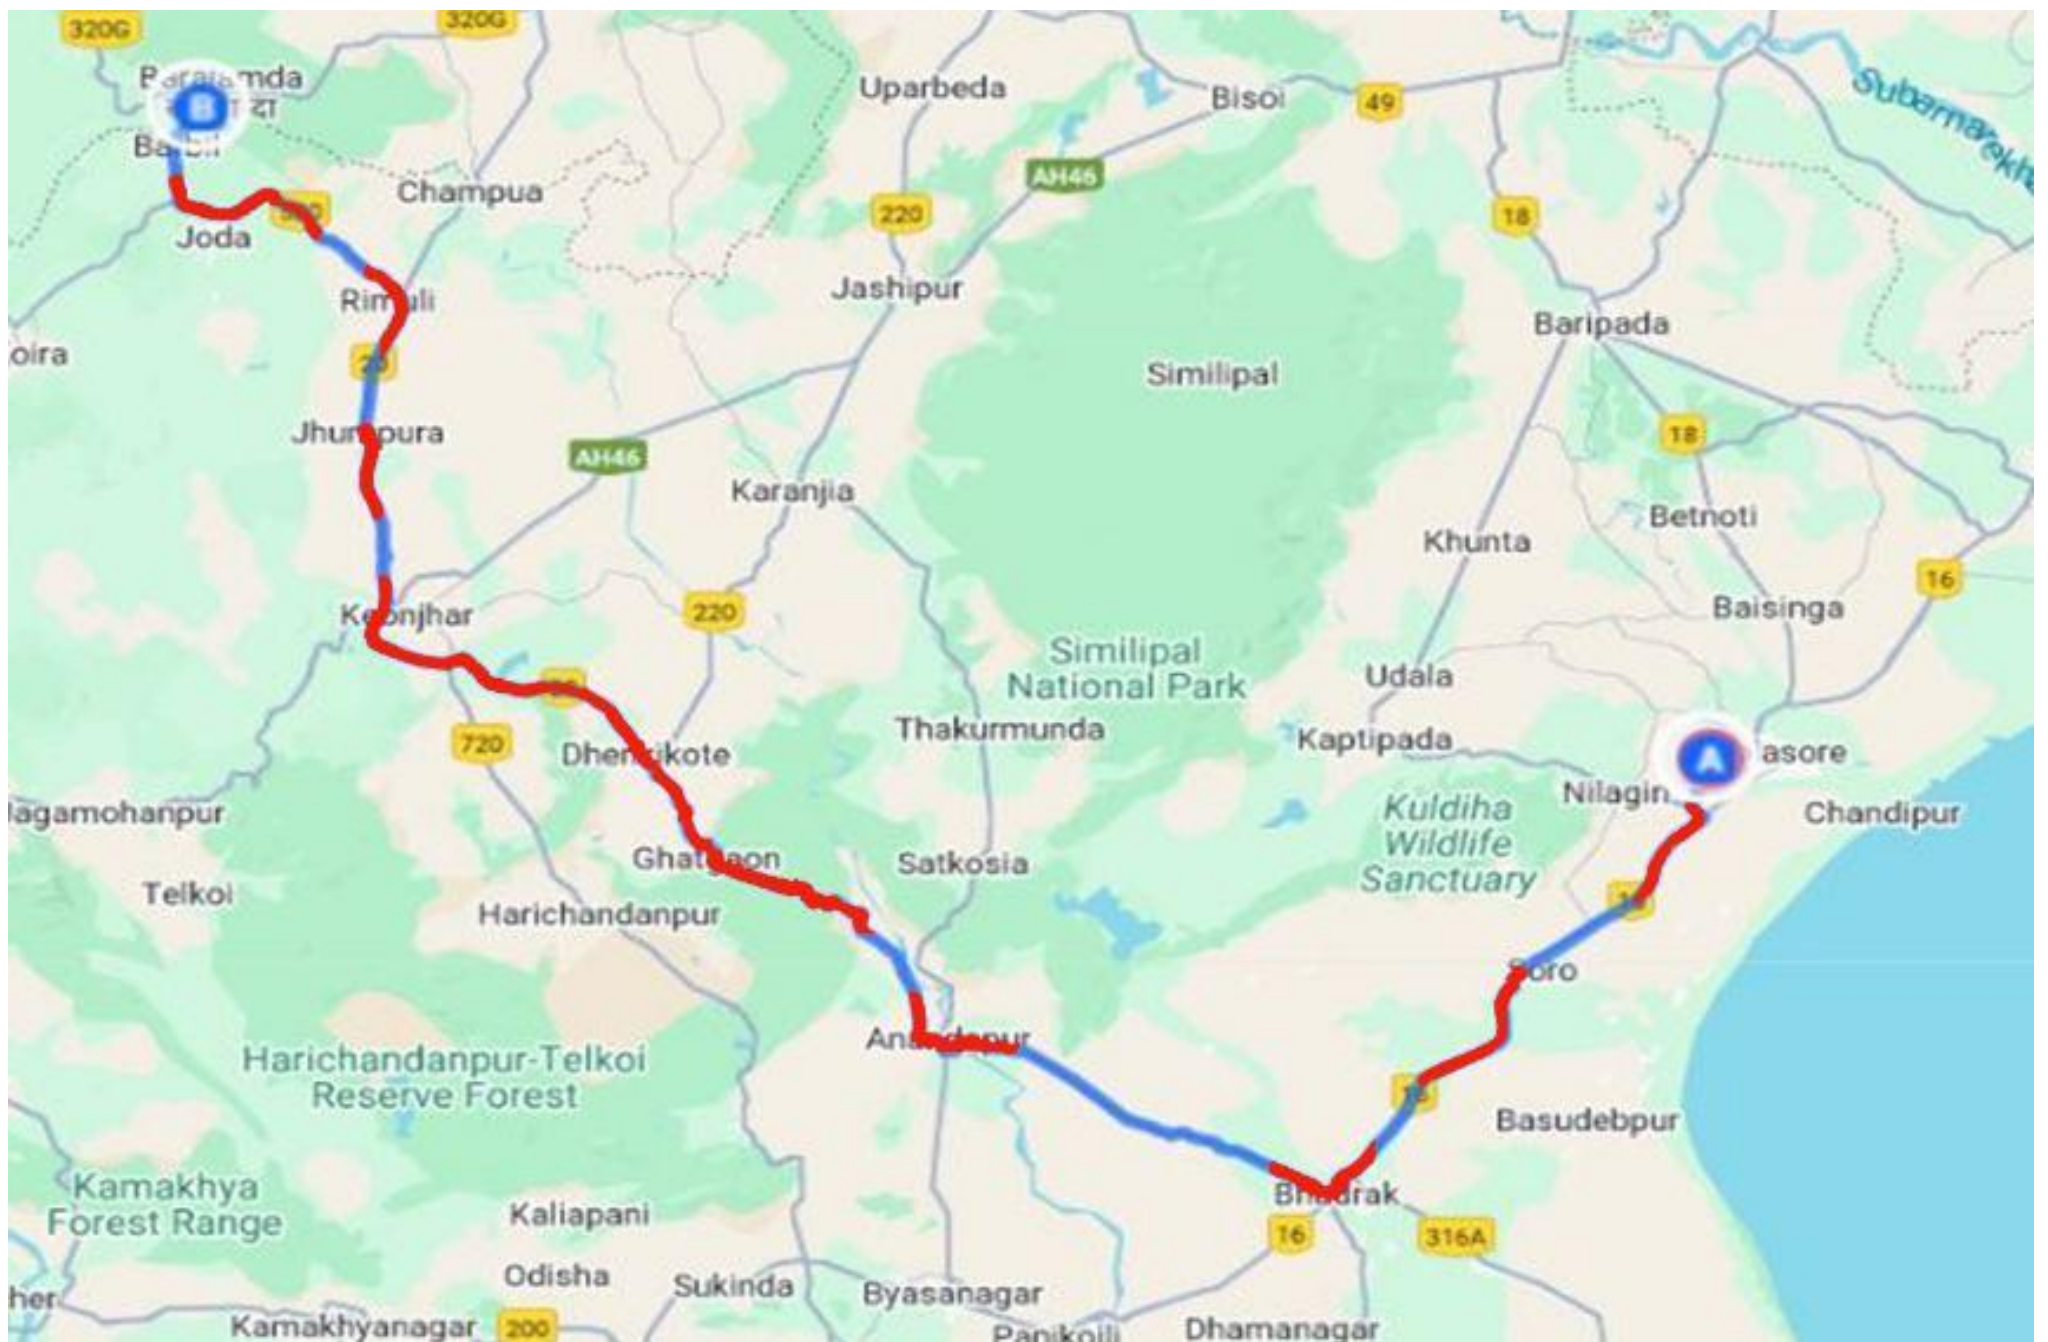 320G
320G
Uparbeda
Bisoi
49
Subarnarekha
AH46
Champua
220
18
Joda
Jashipur
Baripada
oira
Similipal
18
AH46
Karanjia
Betnoti
Khunta
16
220
Baisinga
Similipal
National Park
Udala
720
Thakurmunda
Kaptipada
A
asore
Chandipur
Kuldiha
Wildlife
Sanctuary
agamohanpur
Satkosia
Telkoi
Harichandanpur
B
Harichandanpur-Telkoi
Reserve Forest
Basudebpur
Kamakhya
Forest Range
Kaliapani
16
316A
Odisha
Sukinda
Byasanagar
her
Kamakhyanagar
200
Panikoili
Dhamanagar